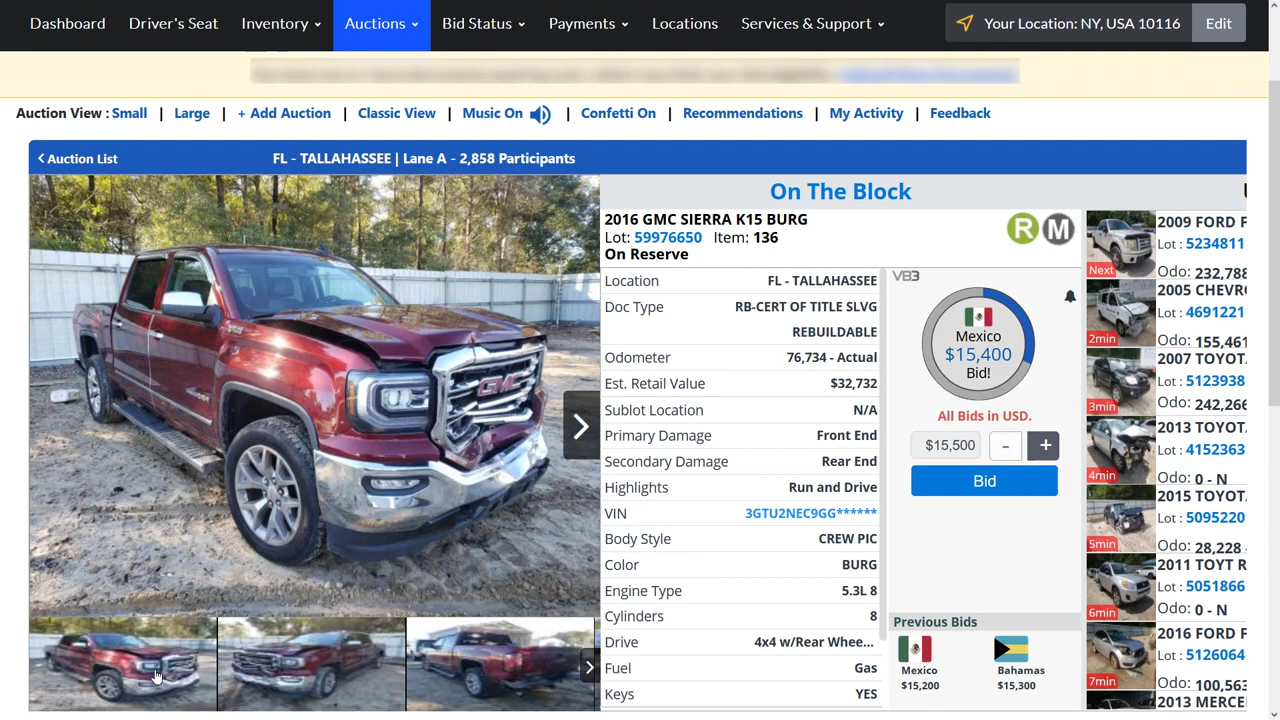 Dashboard Driver's Seat Inventory Auctions Bid Status Payments Locations Services & Support Your Location: NY, USA 10116 Edit
Auction View : Small | Large | + Add Auction | Classic View | Music On | Confetti On | Recommendations | My Activity | Feedback
Auction List FL - TALLAHASSEE | Lane A - 2,858 Participants
On The Block
2016 GMC SIERRA K15 BURG
Lot: 59976650 Item: 136
On Reserve
R M
Location FL - TALLAHASSEE
Doc Type RB-CERT OF TITLE SLVG
REBUILDABLE
Odometer 76,734 - Actual
Est. Retail Value $32,732
Sublot Location N/A
Primary Damage Front End
Secondary Damage Rear End
Highlights Run and Drive
VIN 3GTU2NEC9GG******
Body Style CREW PIC
Color BURG
Engine Type 5.3L 8
Cylinders 8
Drive 4x4 w/Rear Whee...
Fuel Gas
Keys YES
VB3
Mexico
$15,400
Bid!
All Bids in USD.
$15,500 - +
Bid
Previous Bids
Mexico Bahamas
$15,200 $15,300
2009 FORD F
Lot : 5234811
Next Odo: 232,788
2005 CHEVR
Lot : 4691221
2min Odo: 155,461
2007 TOYOT
Lot : 5123938
3min Odo: 242,266
2013 TOYOT
Lot : 4152363
4min Odo: 0 - N
2015 TOYOT
Lot : 5095220
5min Odo: 28,228
2011 TOYT R
Lot : 5051866
6min Odo: 0 - N
2016 FORD F
Lot : 5126064
7min Odo: 100,563
2013 MERCE
GMC